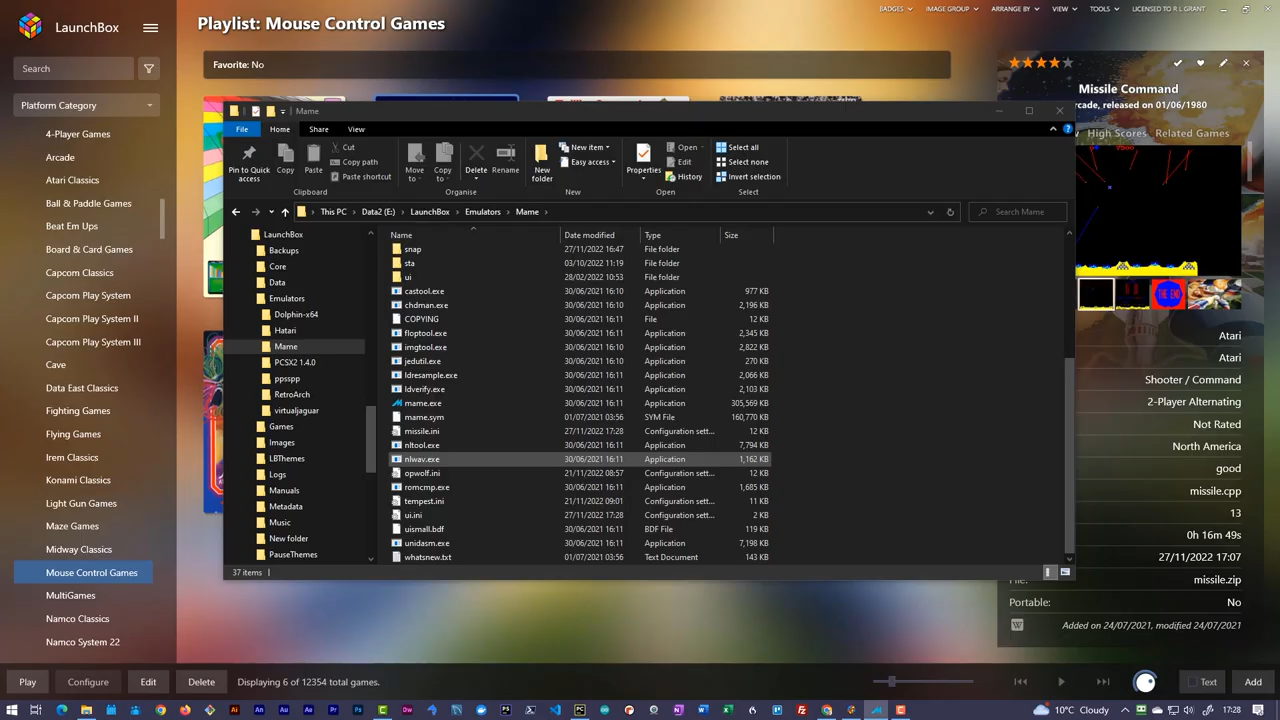 LaunchBox
Playlist: Mouse Control Games
BADGES
IMAGE GROUP
ARRANGE BY
VIEW
TOOLS
LICENSED TO R L GRANT
Search
Favorite: No
Platform Category
4-Player Games
Arcade
Atari Classics
Ball & Paddle Games
Beat Em Ups
Board & Card Games
Capcom Classics
Capcom Play System
Capcom Play System II
Capcom Play System III
Cave
Data East Classics
Fighting Games
Flying Games
Irem Classics
Konami Classics
Light Gun Games
Maze Games
Midway Classics
Mouse Control Games
MultiGames
Namco Classics
Namco System 22
Mame
File Home Share View
Pin to Quick access
Copy
Paste
Cut
Copy path
Paste shortcut
Clipboard
Move to
Copy to
Delete
Rename
Organise
New folder
New item
Easy access
New
Properties
Open
Edit
History
Open
Select all
Select none
Invert selection
Select
This PC > Data2 (E:) > LaunchBox > Emulators > Mame
Search Mame
LaunchBox
Backups
Core
Data
Emulators
Dolphin-x64
Hatari
Mame
PCSX2 1.4.0
ppsspp
RetroArch
virtualjaguar
Games
Images
LBThemes
Logs
Manuals
Metadata
Music
New folder
PauseThemes
Name Date modified Type Size
snap 27/11/2022 16:47 File folder
sta 03/10/2022 11:19 File folder
ui 28/02/2022 10:53 File folder
castool.exe 30/06/2021 16:10 Application 977 KB
chdman.exe 30/06/2021 16:10 Application 2,196 KB
COPYING 30/06/2021 16:10 File 12 KB
floptool.exe 30/06/2021 16:10 Application 2,345 KB
imgtool.exe 30/06/2021 16:10 Application 2,822 KB
jedutil.exe 30/06/2021 16:10 Application 270 KB
ldresample.exe 30/06/2021 16:11 Application 2,066 KB
ldverify.exe 30/06/2021 16:11 Application 2,103 KB
mame.exe 30/06/2021 16:11 Application 305,569 KB
mame.sym 01/07/2021 03:56 SYM File 160,770 KB
missile.ini 27/11/2022 17:28 Configuration sett... 12 KB
nltool.exe 30/06/2021 16:11 Application 7,794 KB
nlwav.exe 30/06/2021 16:11 Application 1,162 KB
opwolf.ini 21/11/2022 08:57 Configuration sett... 12 KB
romcmp.exe 30/06/2021 16:11 Application 1,685 KB
tempest.ini 21/11/2022 09:01 Configuration sett... 11 KB
ui.ini 27/11/2022 17:28 Configuration sett... 2 KB
uismall.bdf 30/06/2021 16:11 BDF File 119 KB
unidasm.exe 30/06/2021 16:11 Application 7,198 KB
whatsnew.txt 01/07/2021 03:56 Text Document 143 KB
37 items
Missile Command
rcade, released on 01/06/1980
High Scores Related Games
THE END
Atari
Atari
Shooter / Command
2-Player Alternating
Not Rated
North America
good
missile.cpp
13
0h 16m 49s
27/11/2022 17:07
missile.zip
Portable: No
Added on 24/07/2021, modified 24/07/2021
Play
Configure
Edit
Delete
Displaying 6 of 12354 total games.
Text
Add
10°C Cloudy
17:28